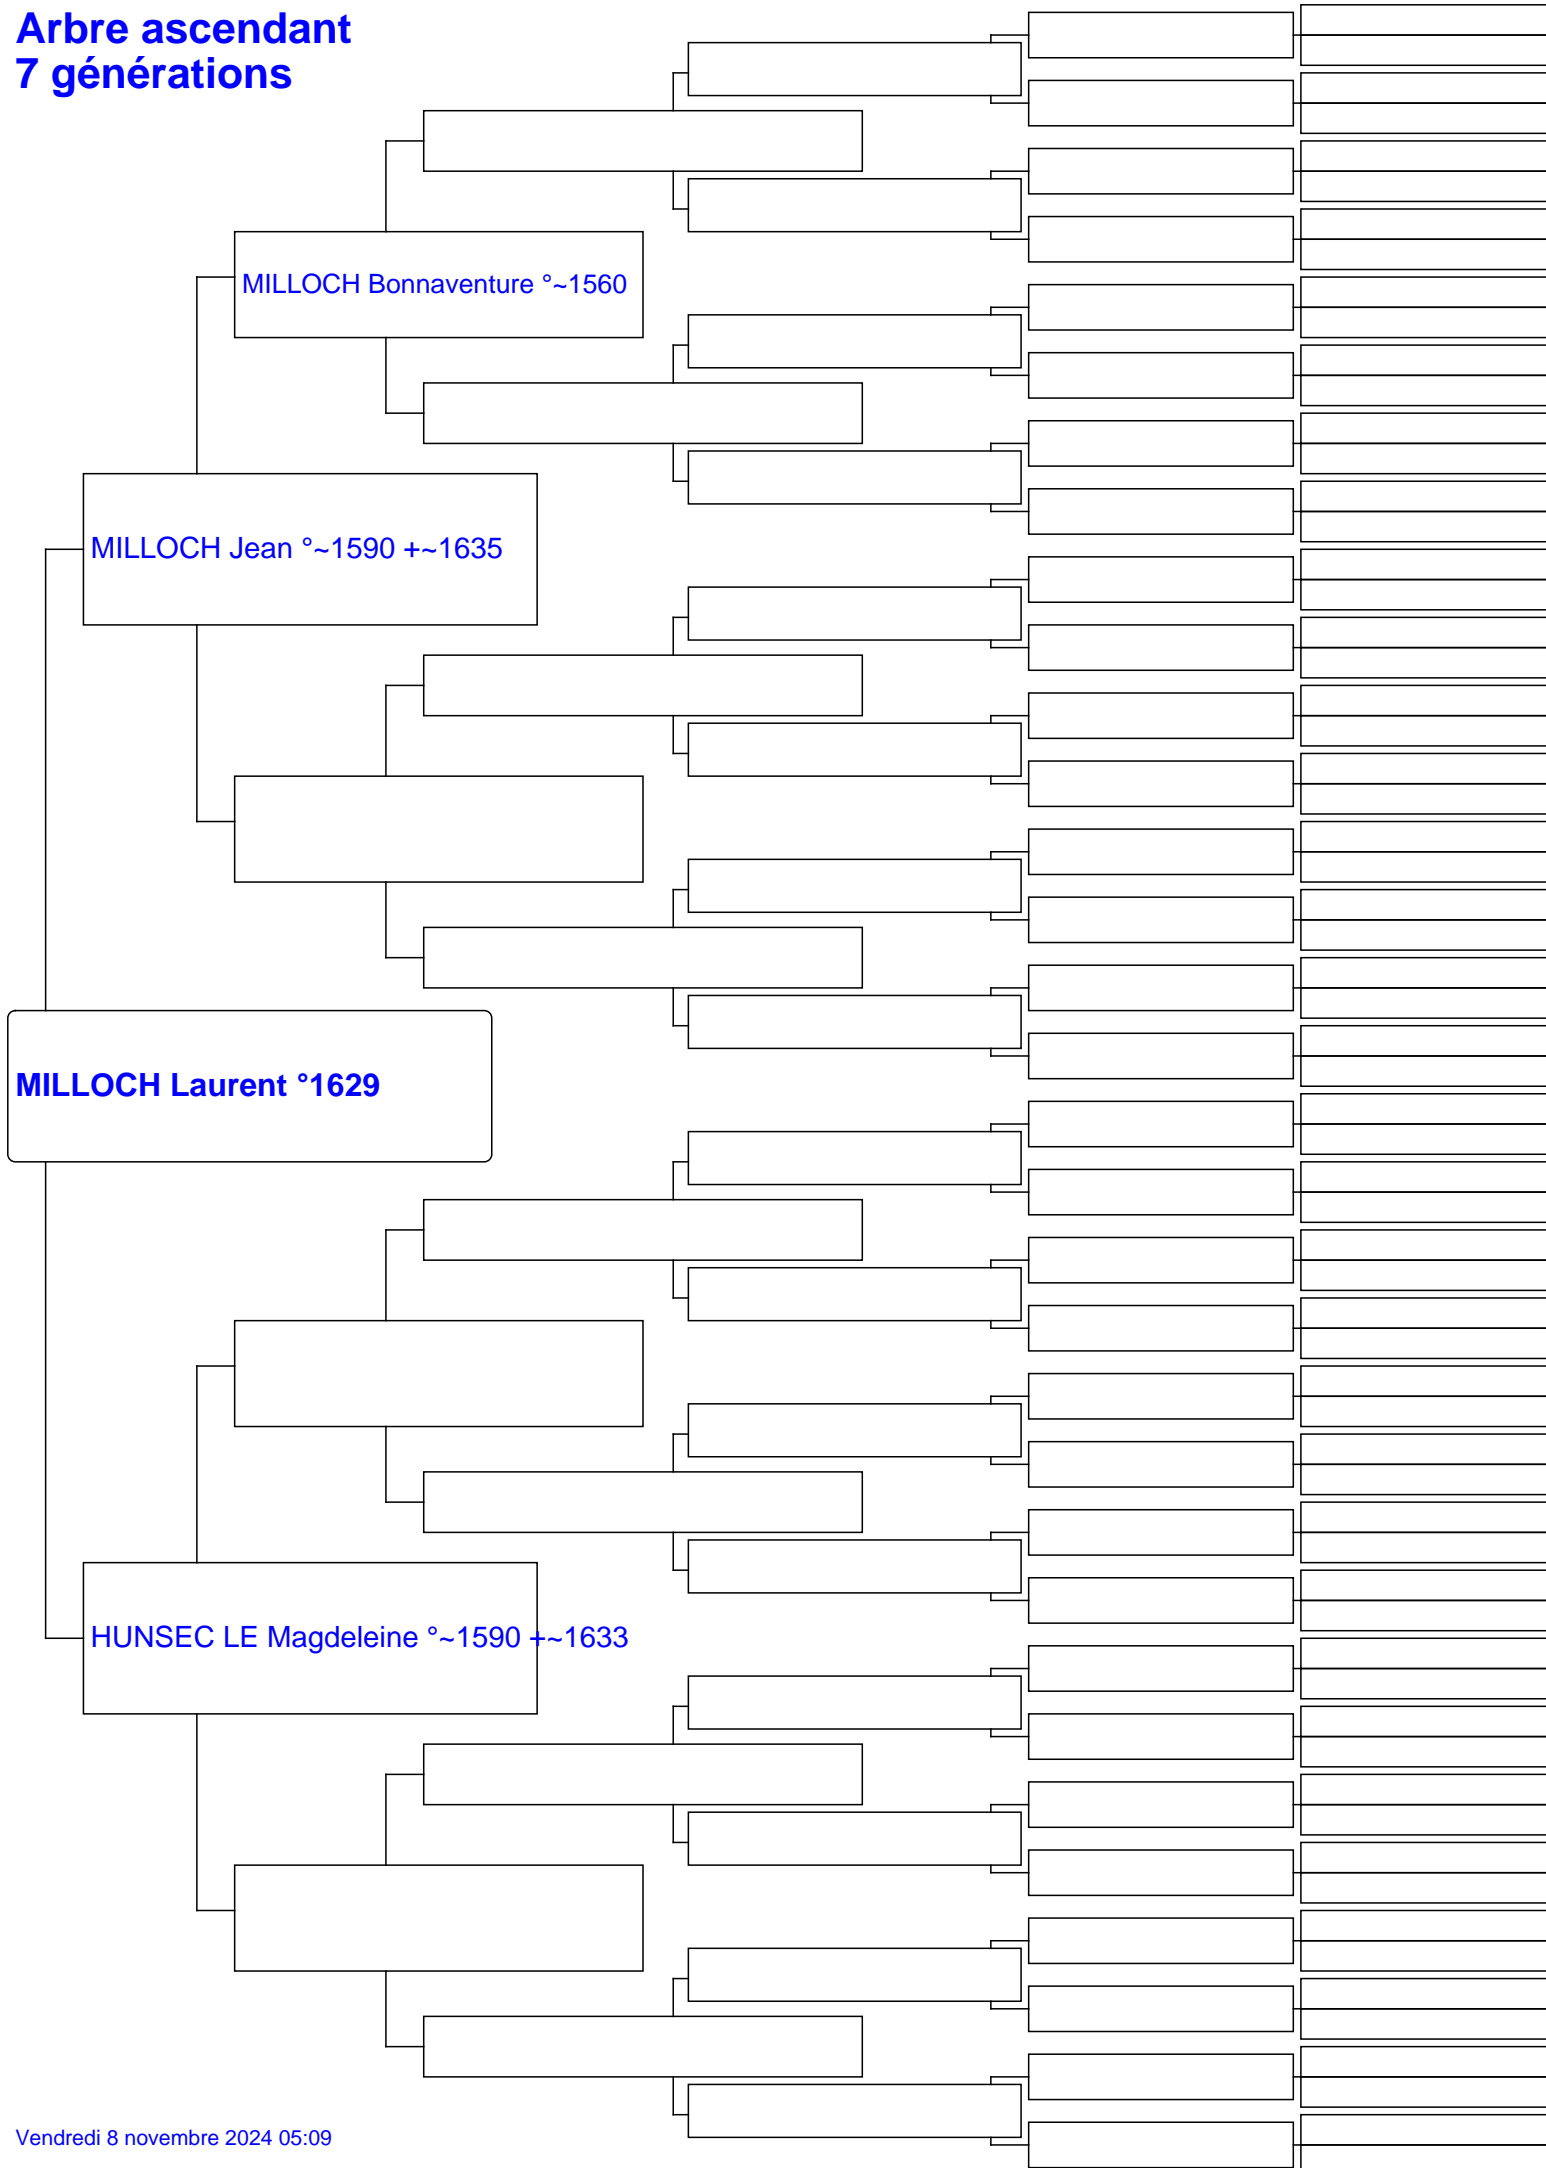 Arbre ascendant
7 générations
MILLOCH Bonnaventure °~1560
MILLOCH Jean °~1590 +~1635
MILLOCH Laurent °1629
HUNSEC LE Magdeleine °~1590 +~1633
Vendredi 8 novembre 2024 05:09